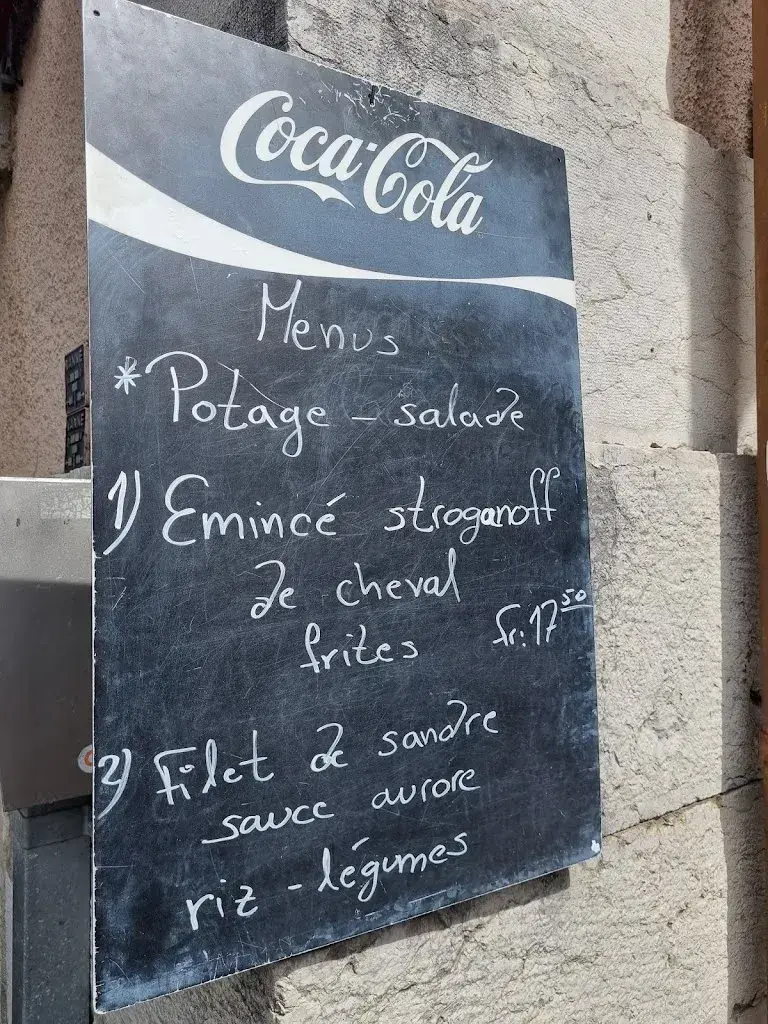 Coca-Cola
Menus
* Potage - salade
1) Emincé stroganoff
de cheval
frites fr: 17 50
2) Filet de sandre
sauce aurore
riz - légumes